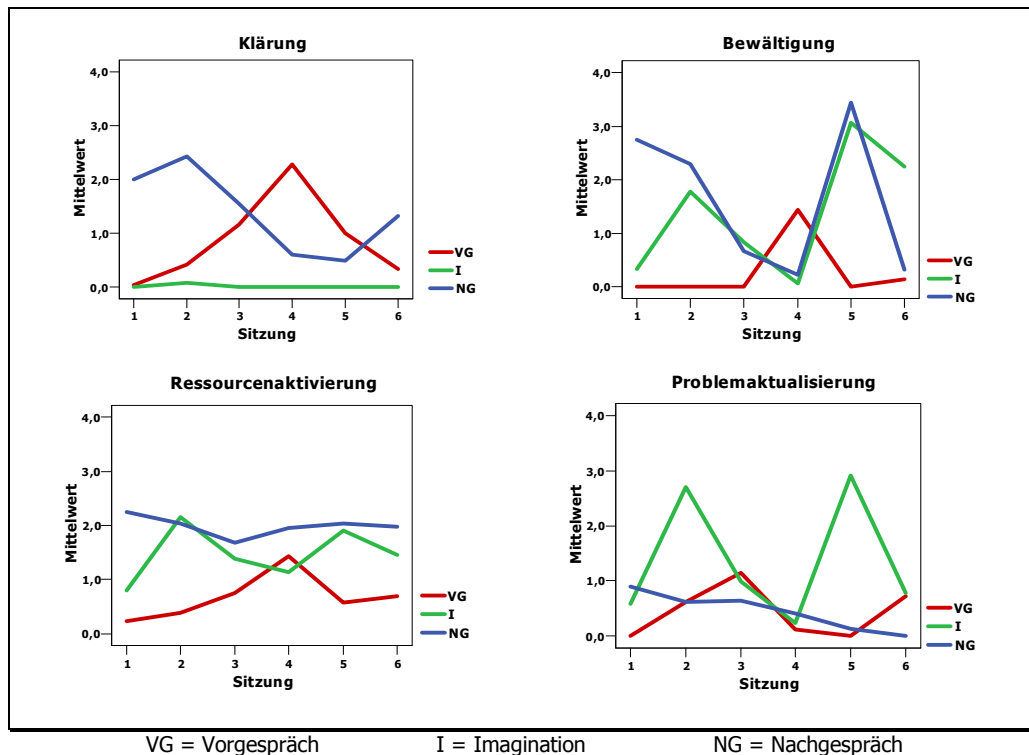 Klärung
4,0
3,0
2,0
1,0
0,0
Mittelwert
1 2 3 4 5 6
Sitzung
VG
I
NG
Bewältigung
4,0
3,0
2,0
1,0
0,0
Mittelwert
1 2 3 4 5 6
Sitzung
VG
I
NG
Ressourcenaktivierung
4,0
3,0
2,0
1,0
0,0
Mittelwert
1 2 3 4 5 6
Sitzung
VG
I
NG
Problemaktualisierung
4,0
3,0
2,0
1,0
0,0
Mittelwert
1 2 3 4 5 6
Sitzung
VG
I
NG
VG = Vorgespräch I = Imagination NG = Nachgespräch